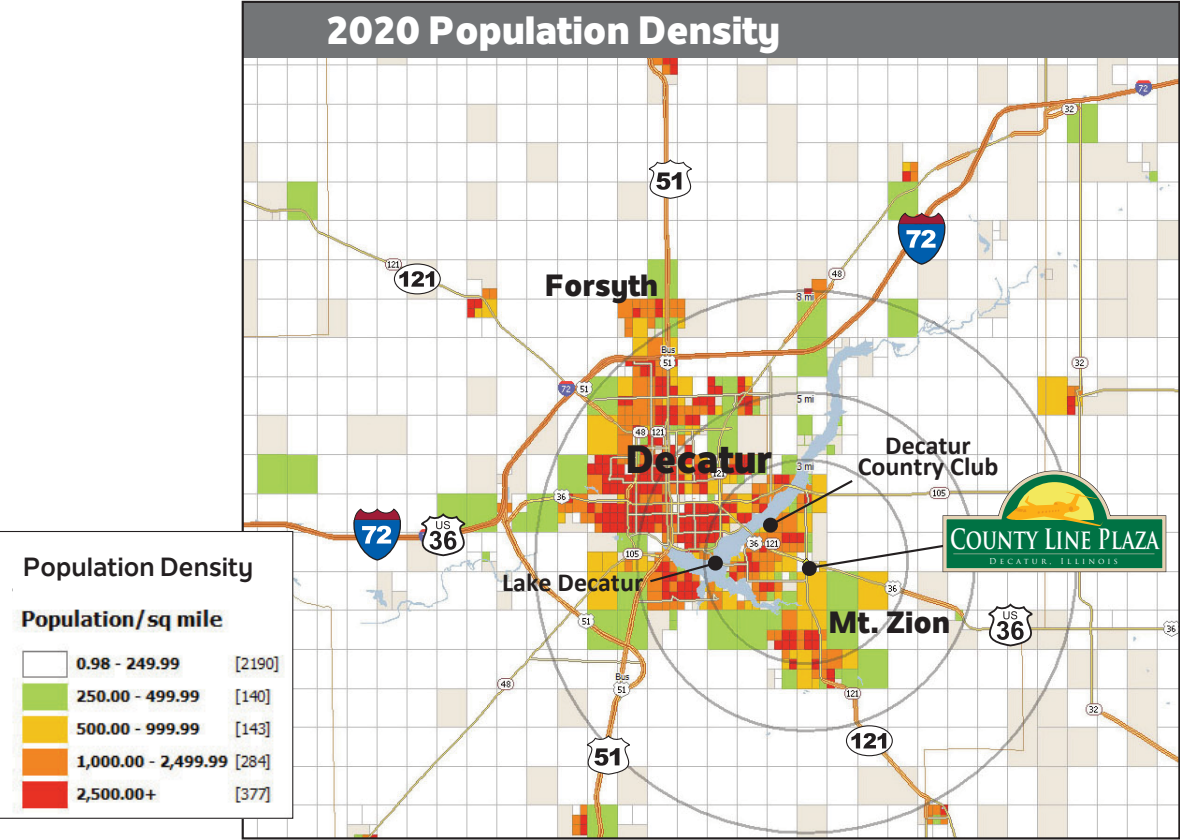 2020 Population Density
72
32
51
72
121
121
48
Forsyth
8 mi
Bus
51
32
72
51
5 mi
48
121
Decatur
Decatur
Country Club
3 mi
121
36
105
COUNTY LINE PLAZA
DECATUR, ILLINOIS
72
US
36
36
121
105
Lake Decatur
36
Mt. Zion
US
36
36
51
Bus
51
48
121
32
51
121
Population Density
Population/sq mile
0.98 - 249.99 [2190]
250.00 - 499.99 [140]
500.00 - 999.99 [143]
1,000.00 - 2,499.99 [284]
2,500.00+ [377]